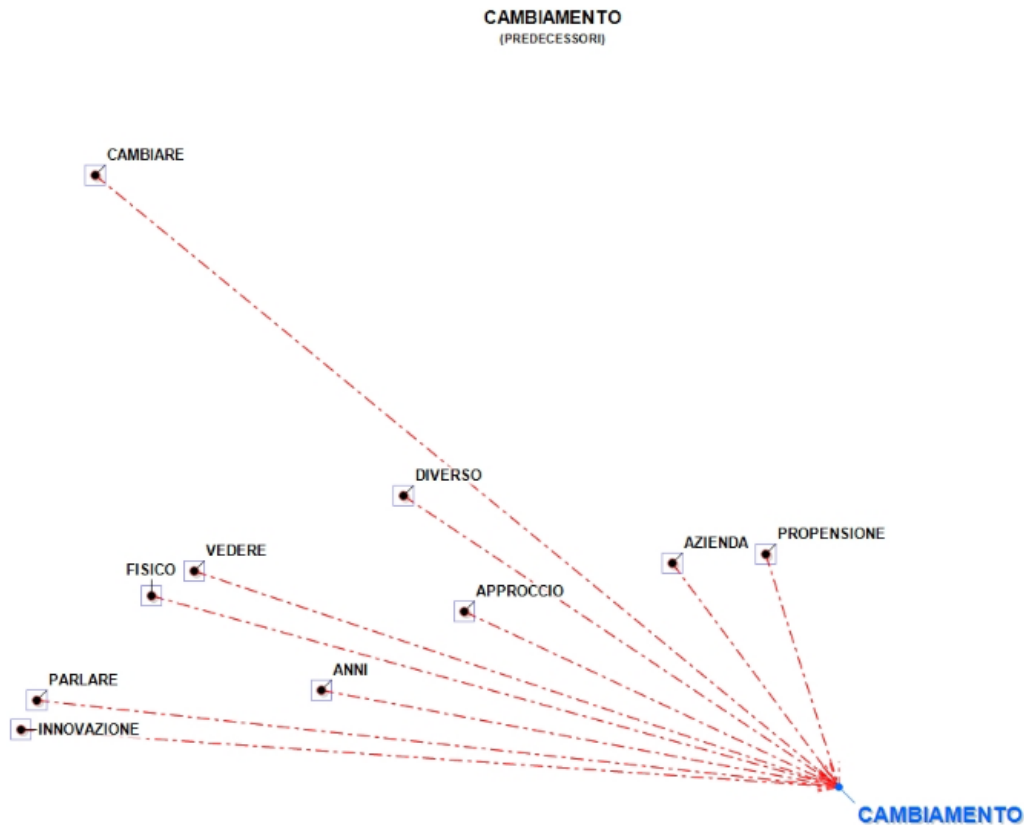 CAMBIAMENTO
(PREDECESSORI)
CAMBIARE
DIVERSO
PROPENSIONE
AZIENDA
VEDERE
FISICO
APPROCCIO
ANNI
PARLARE
INNOVAZIONE
CAMBIAMENTO